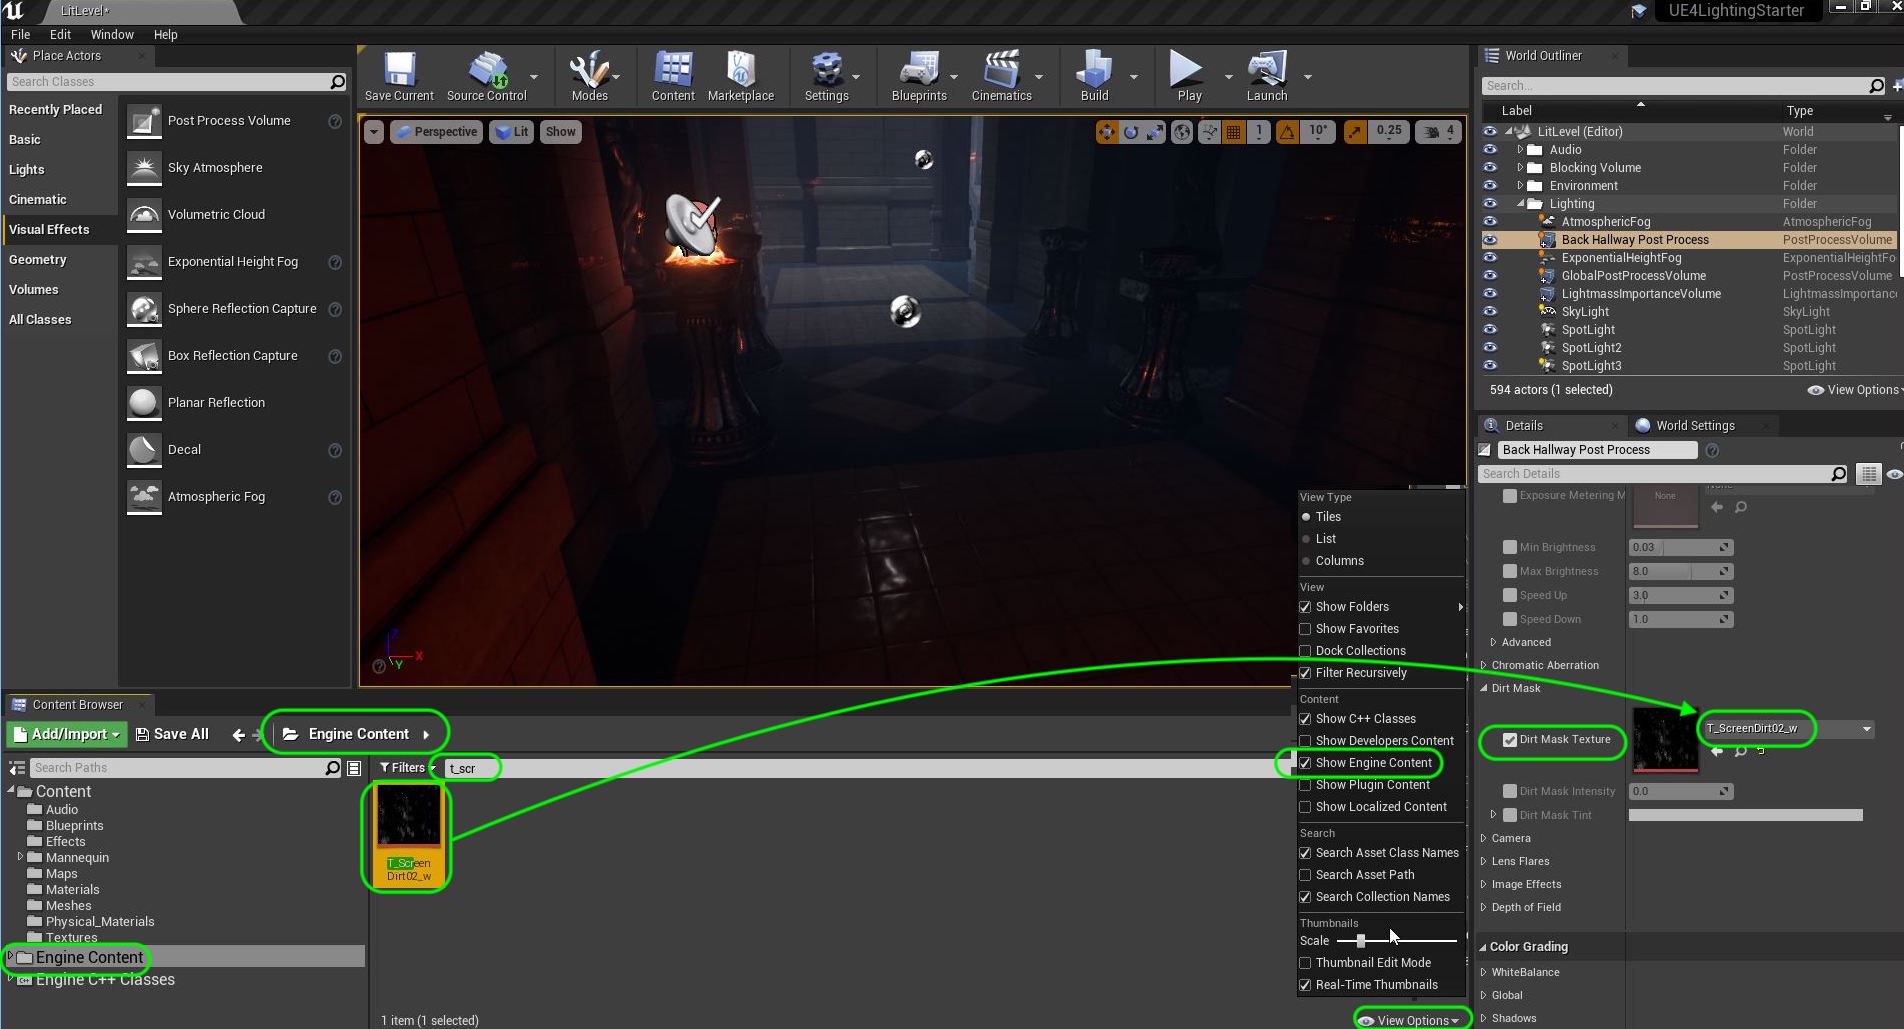 LitLevel*
UE4LightingStarter
File Edit Window Help
Place Actors
Search Classes
Recently Placed
Basic
Lights
Cinematic
Visual Effects
Geometry
Volumes
All Classes
Post Process Volume
Sky Atmosphere
Volumetric Cloud
Exponential Height Fog
Sphere Reflection Capture
Box Reflection Capture
Planar Reflection
Decal
Atmospheric Fog
Save Current
Source Control
Modes
Content
Marketplace
Settings
Blueprints
Cinematics
Build
Play
Launch
Perspective
Lit
Show
1
10°
0.25
4
Z
X
Y
World Outliner
Search...
Label Type
LitLevel (Editor) World
Audio Folder
Blocking Volume Folder
Environment Folder
Lighting Folder
AtmosphericFog AtmosphericFog
Back Hallway Post Process PostProcessVolume
ExponentialHeightFog ExponentialHeightFo
GlobalPostProcessVolume PostProcessVolume
LightmassImportanceVolume LightmassImportance
SkyLight SkyLight
SpotLight SpotLight
SpotLight2 SpotLight
SpotLight3 SpotLight
594 actors (1 selected)
View Options
Details
World Settings
Back Hallway Post Process
Search Details
Exposure Metering M
None
Min Brightness 0.03
Max Brightness 8.0
Speed Up 3.0
Speed Down 1.0
Advanced
Chromatic Aberration
Dirt Mask
Dirt Mask Texture
T_ScreenDirt02_w
Dirt Mask Intensity 0.0
Dirt Mask Tint
Camera
Lens Flares
Image Effects
Depth of Field
Color Grading
WhiteBalance
Global
Shadows
View Type
Tiles
List
Columns
View
Show Folders
Show Favorites
Dock Collections
Filter Recursively
Content
Show C++ Classes
Show Developers Content
Show Engine Content
Show Plugin Content
Show Localized Content
Search
Search Asset Class Names
Search Asset Path
Search Collection Names
Thumbnails
Scale
Thumbnail Edit Mode
Real-Time Thumbnails
View Options
Content Browser
Add/Import
Save All
Engine Content
Search Paths
Filters
t_scr
Content
Audio
Blueprints
Effects
Mannequin
Maps
Materials
Meshes
Physical_Materials
Textures
Engine Content
Engine C++ Classes
T_Screen
Dirt02_w
1 item (1 selected)